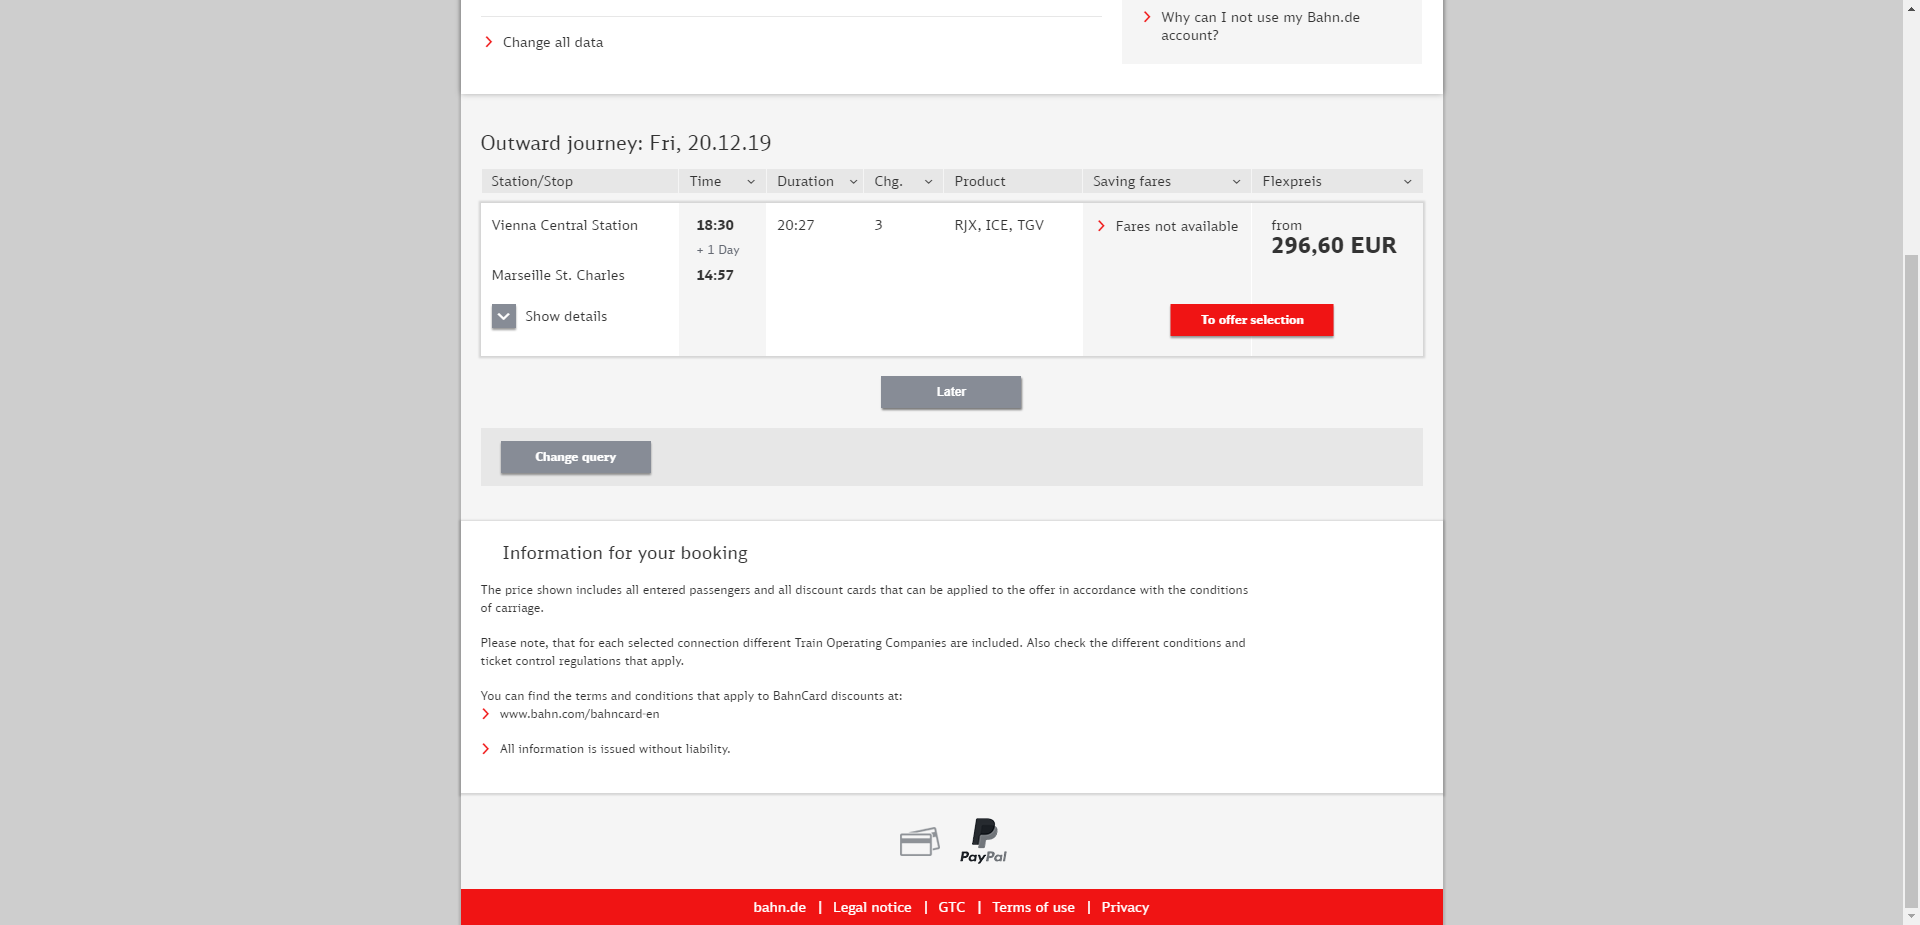 Why can I not use my Bahn.de
account?
Change all data
Outward journey: Fri, 20.12.19
Station/Stop Time Duration Chg. Product Saving fares Flexpreis
Vienna Central Station 18:30 20:27 3 RJX, ICE, TGV Fares not available from
296,60 EUR
+ 1 Day
Marseille St. Charles 14:57
Show details To offer selection
Later
Change query
Information for your booking
The price shown includes all entered passengers and all discount cards that can be applied to the offer in accordance with the conditions
of carriage.
Please note, that for each selected connection different Train Operating Companies are included. Also check the different conditions and
ticket control regulations that apply.
You can find the terms and conditions that apply to BahnCard discounts at:
www.bahn.com/bahncard-en
All information is issued without liability.
PayPal
bahn.de | Legal notice | GTC | Terms of use | Privacy